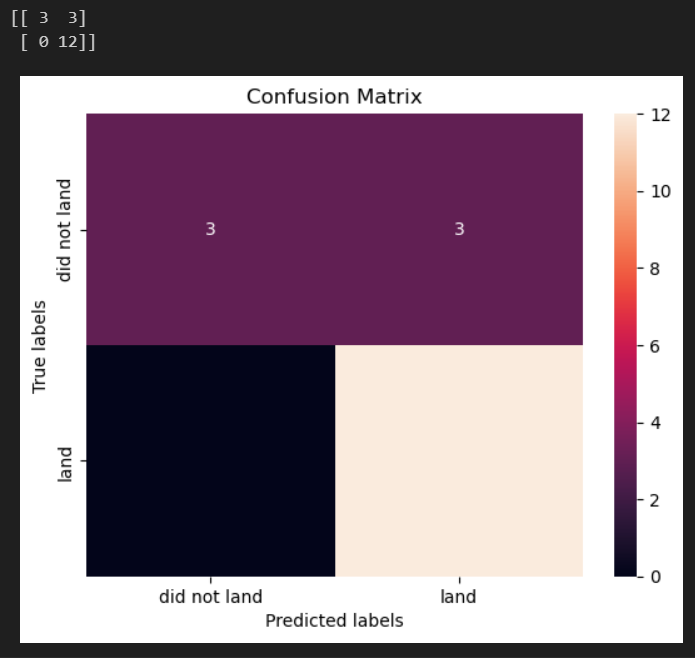 [[ 3  3]
 [ 0 12]]
Confusion Matrix
did not land
land
True labels
3 3
did not land land
Predicted labels
12
10
8
6
4
2
0